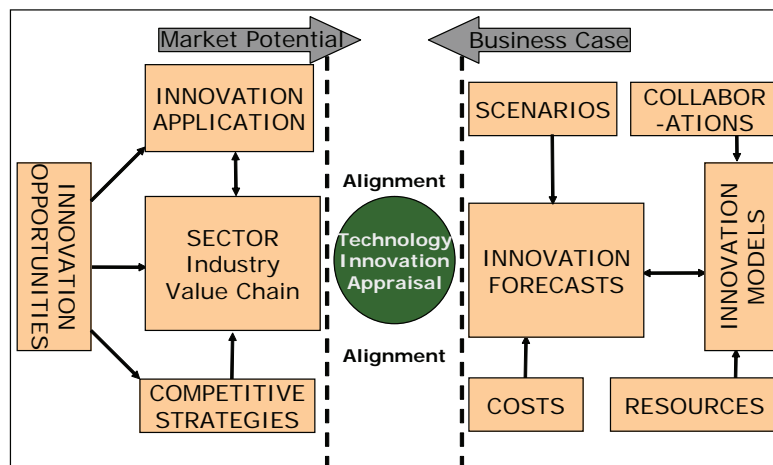 Market Potential
Business Case
INNOVATION
APPLICATION
SCENARIOS
COLLABOR
-ATIONS
INNOVATION
OPPORTUNITIES
Alignment
SECTOR
Industry
Value Chain
Technology
Innovation
Appraisal
INNOVATION
FORECASTS
INNOVATION
MODELS
Alignment
COMPETITIVE
STRATEGIES
COSTS
RESOURCES